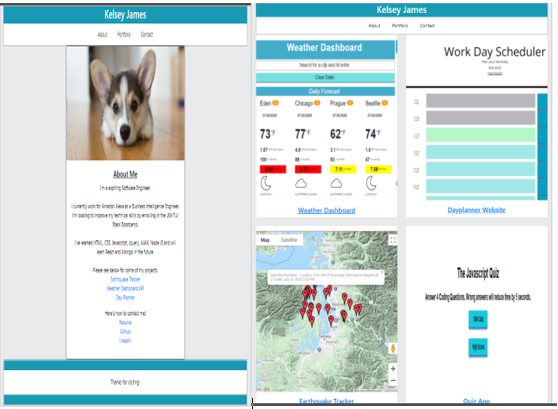 Kelsey James
About Portfolio Contact
About Me
I'm a aspiring Software Engineer.
I currently work for Amazon Alexa as a Business Intelligence Engineer.
I'm looking to improve my technical skills by enrolling in the UW Full
Stack Bootcamp.
I've learned HTML, CSS, Javascript, Jquery, AJAX, Node JS and will
learn React and Mongo in the future.
Please see below for some of my projects
Earthquake Tracker
Weather Dashboard API
Day Planner
Here's how to contact me!
Resume
Github
LinkedIn
Thanks for visiting!
Kelsey James
About Portfolio Contact
Weather Dashboard
Search for a city and hit enter
Clear Data
Daily Forecast
Eden Chicago Prague Seattle
73°F 77°F 62°F 74°F
Weather Dashboard
Work Day Scheduler
Plan your Workday
Dayplanner Website
Map Satellite
Earthquake Tracker
The Javascript Quiz
Answer 4 Coding Questions. Wrong answers will reduce time by 5 seconds.
Start Quiz
High Scores
Quiz App